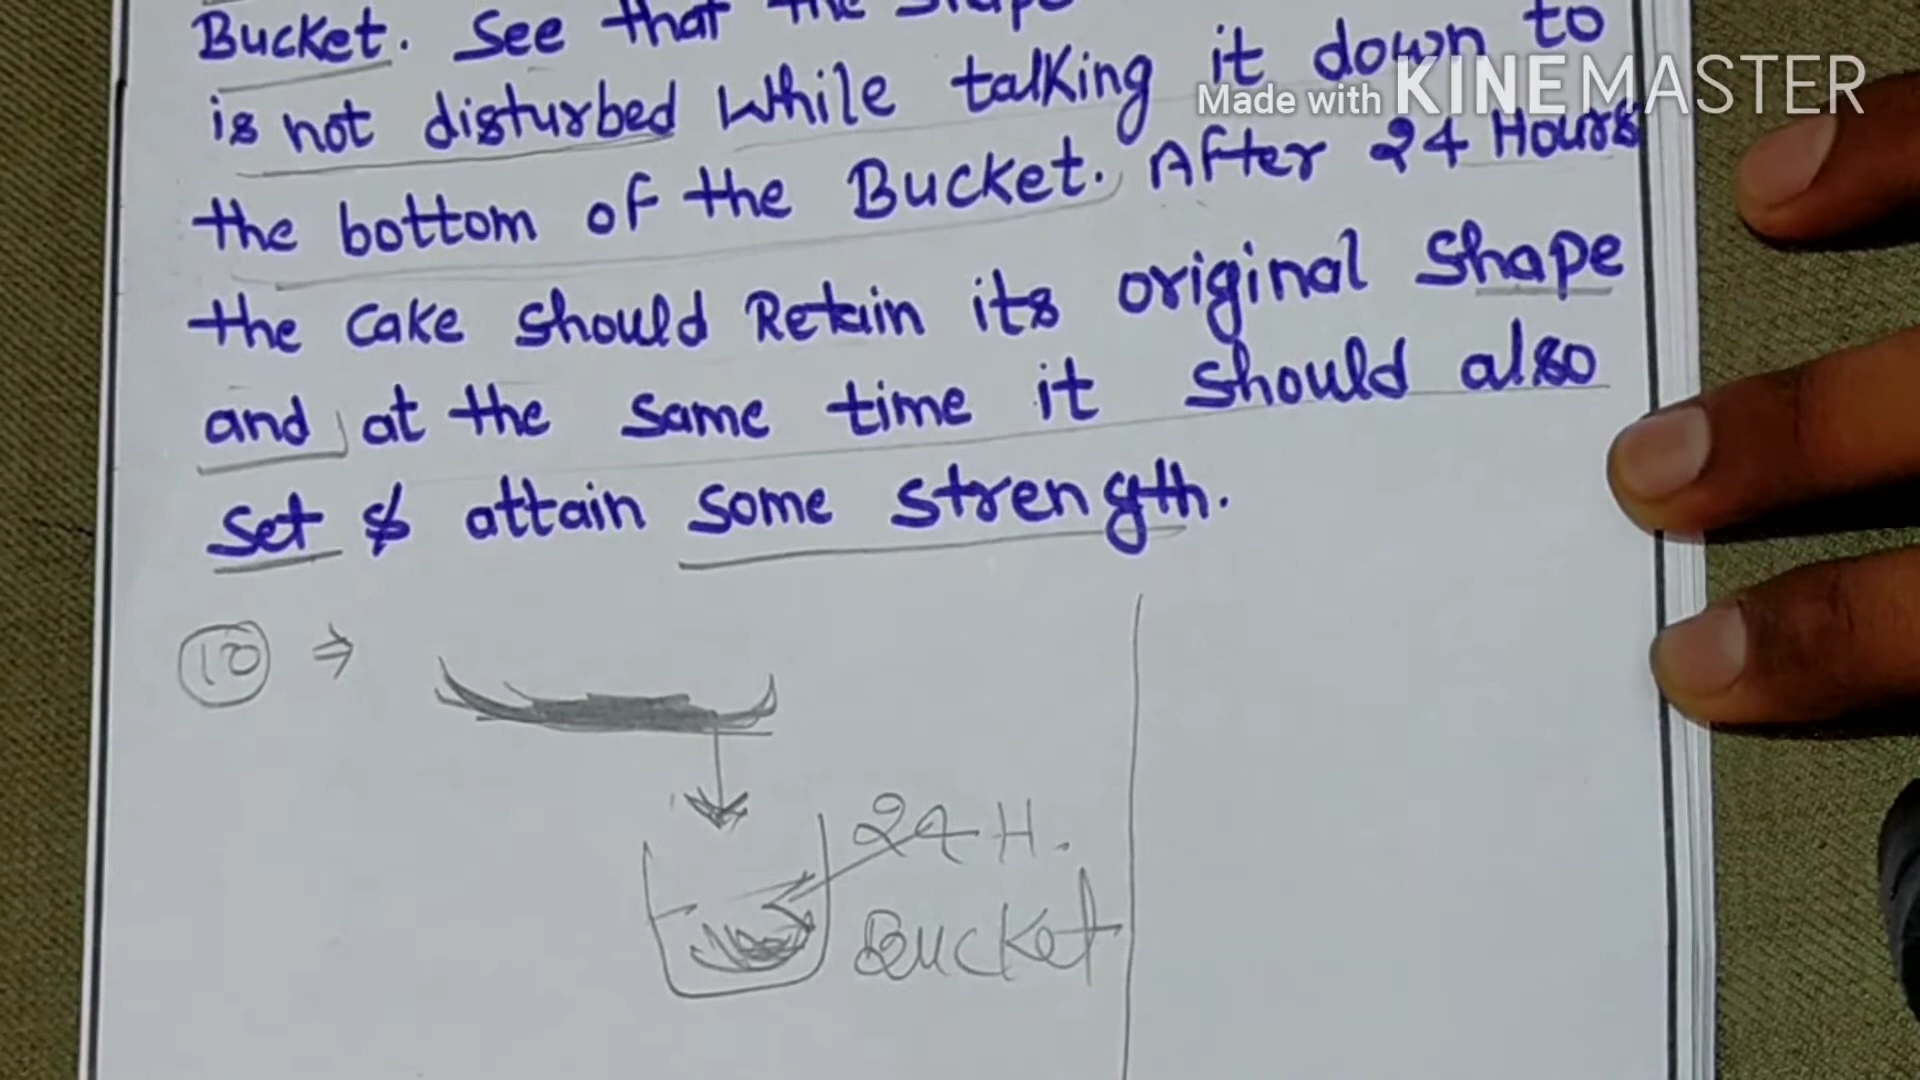 Bucket. See that the Shape
is not disturbed while talking it down to
the bottom of the Bucket. After 24 Hours
the cake should Retain its original shape
and at the same time it should also
set & attain some strength.
10 ⇒
24 H.
Bucket
Made with KINEMASTER